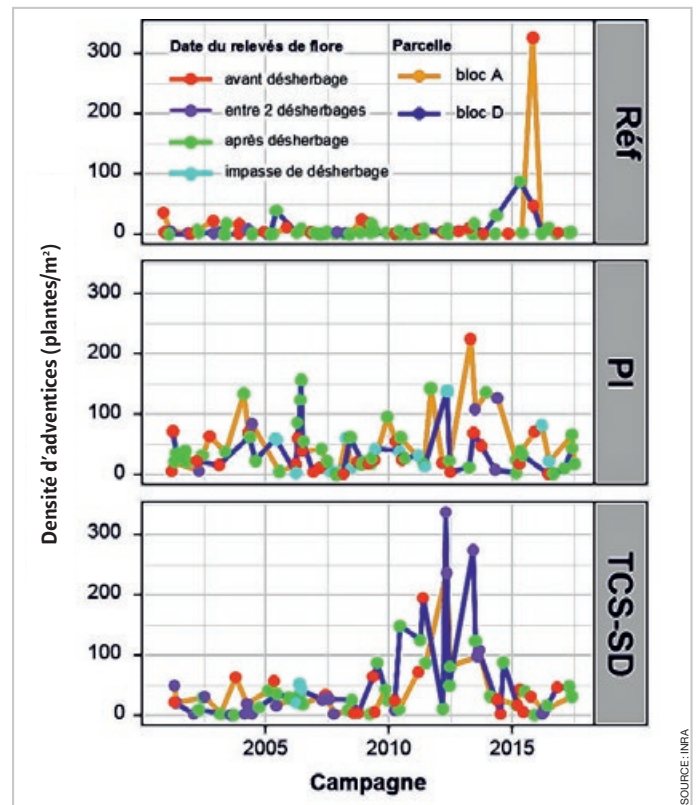 Date du relevés de flore
avant désherbage
entre 2 désherbages
après désherbage
impasse de désherbage
Parcelle
bloc A
bloc D
300
200
100
0
Réf
Densité d'adventices (plantes/m²)
300
200
100
0
PI
300
200
100
0
TCS-SD
2005
2010
2015
Campagne
SOURCE : INRA